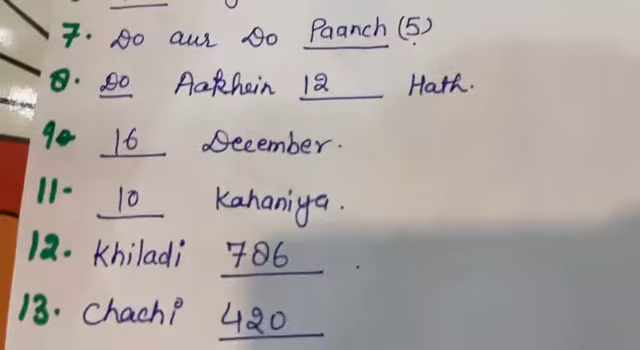 7. Do aur Do Paanch (5)
8. Do Aakhein 12 Hath.
9. 16 December.
11- 10 Kahaniya.
12. Khiladi 786
13. Chachi 420